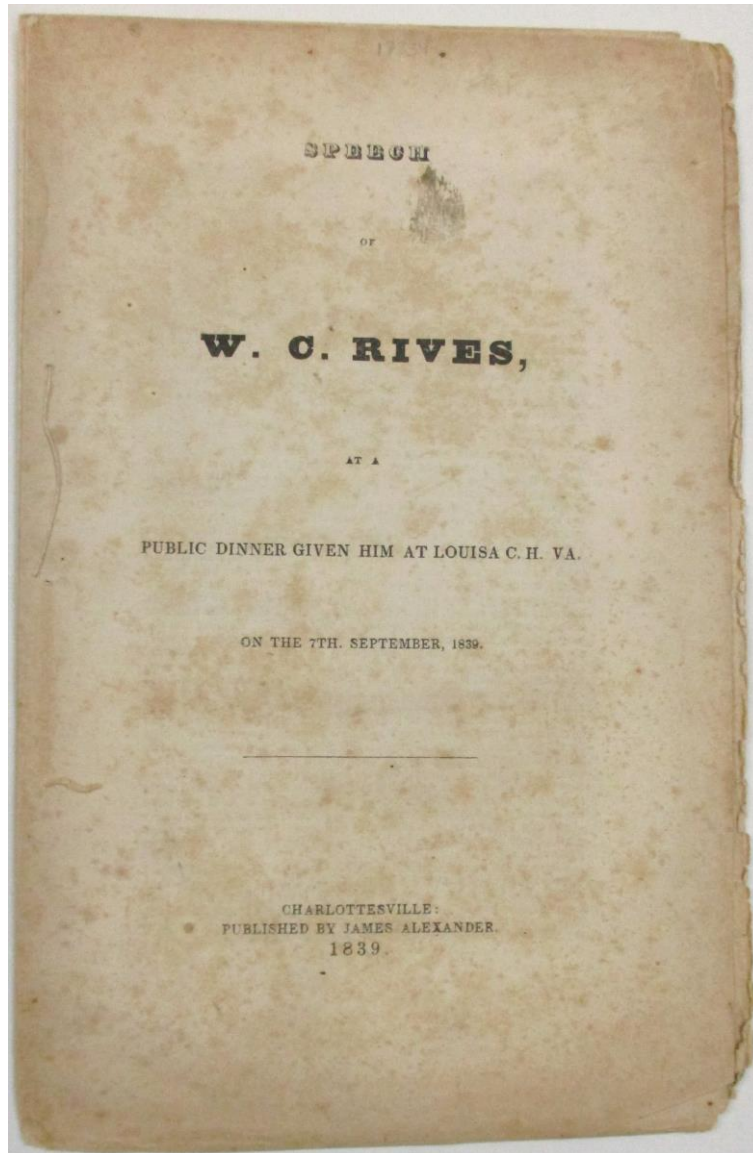 SPEECH
OF
W. C. RIVES,
AT A
PUBLIC DINNER GIVEN HIM AT LOUISA C. H. VA.
ON THE 7TH. SEPTEMBER, 1839.
CHARLOTTESVILLE:
PUBLISHED BY JAMES ALEXANDER.
1839.